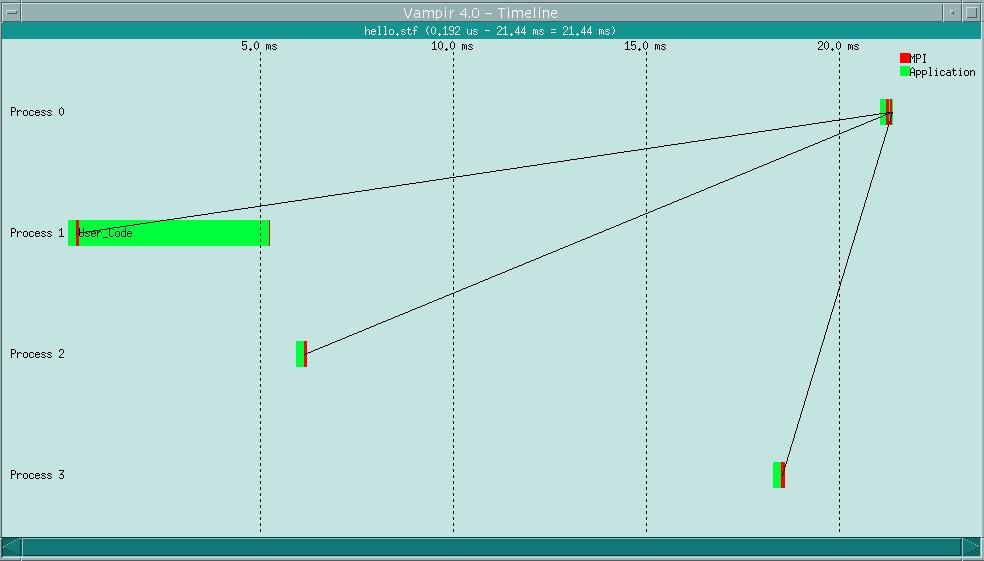 Vampir 4.0 - Timeline
hello.stf (0.192 us - 21.44 ms = 21.44 ms)
5.0 ms 10.0 ms 15.0 ms 20.0 ms
MPI
Application
Process 0
Process 1 User_Code
Process 2
Process 3